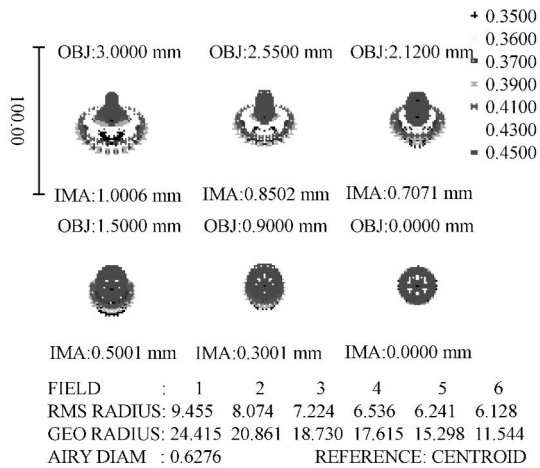 0.3500
0.3600
OBJ:3.0000 mm OBJ:2.5500 mm OBJ:2.1200 mm
0.3700
0.3900
0.4100
0.4300
0.4500
100.00
IMA:1.0006 mm IMA:0.8502 mm IMA:0.7071 mm
OBJ:1.5000 mm OBJ:0.9000 mm OBJ:0.0000 mm
IMA:0.5001 mm IMA:0.3001 mm IMA:0.0000 mm
FIELD : 1 2 3 4 5 6
RMS RADIUS: 9.455 8.074 7.224 6.536 6.241 6.128
GEO RADIUS: 24.415 20.861 18.730 17.615 15.298 11.544
AIRY DIAM : 0.6276 REFERENCE: CENTROID